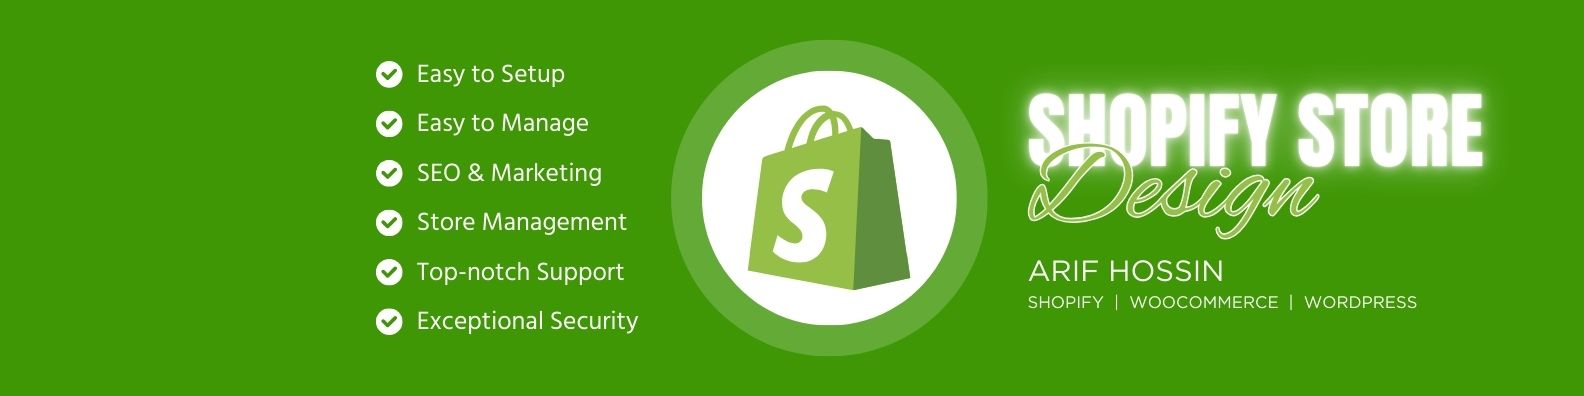 Easy to Setup
Easy to Manage
SEO & Marketing
Store Management
Top-notch Support
Exceptional Security
S
SHOPIFY STORE
Design
ARIF HOSSIN
SHOPIFY | WOOCOMMERCE | WORDPRESS